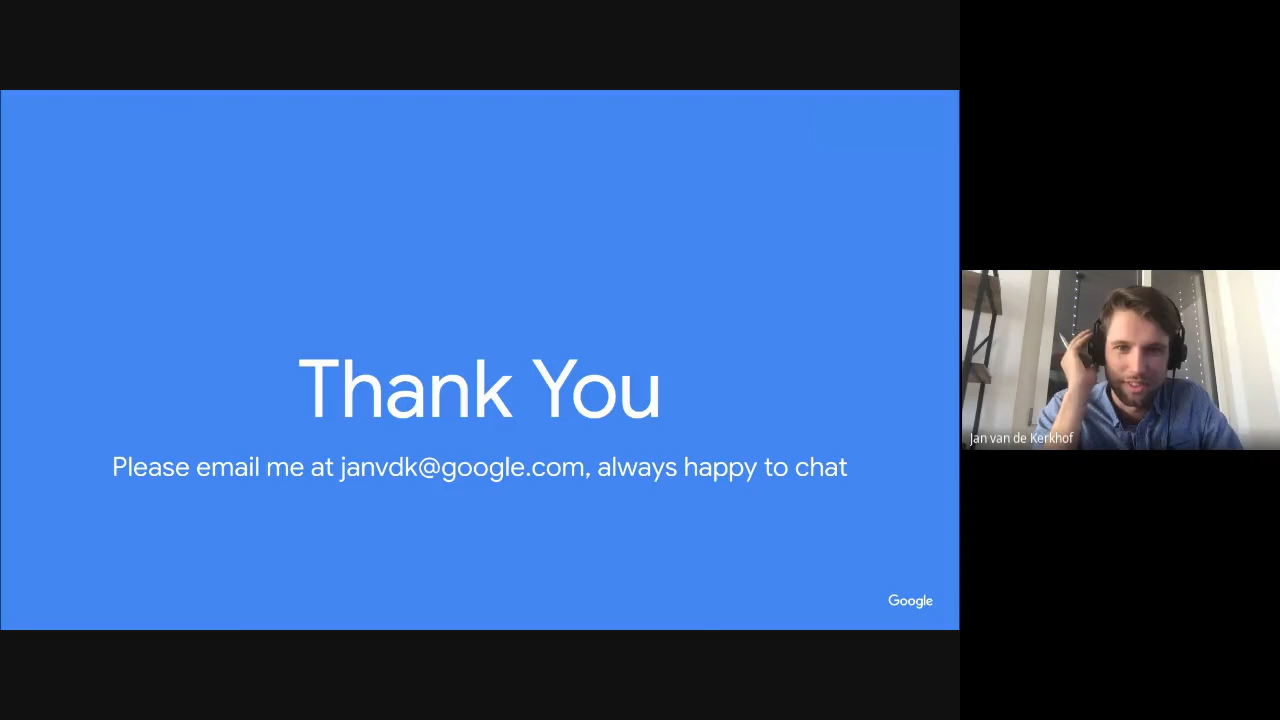 Thank You
Please email me at janvdk@google.com, always happy to chat
Google
Jan van de Kerkhof